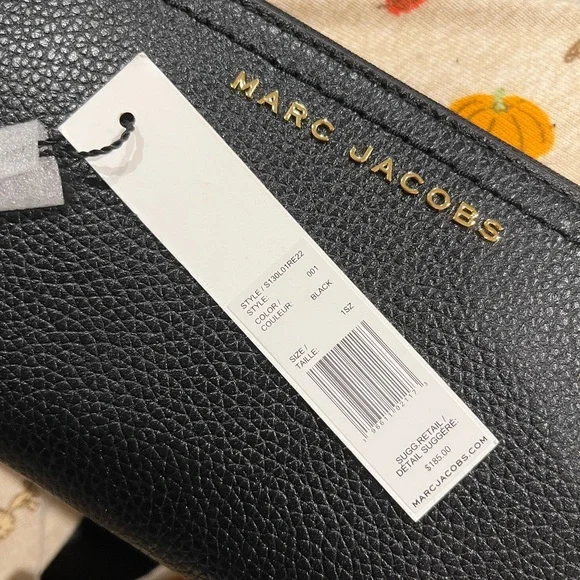 MARC JACOBS
STYLE / S130L01RE22
STYLE:
COLOR / 001
COULEUR: BLACK
SIZE / 1SZ
TAILLE:
SUGG.RETAIL /
DÉTAIL SUGGÉRÉ:
$185.00
MARCJACOBS.COM